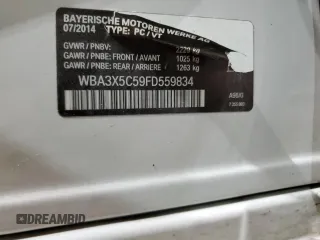 BAYERISCHE MOTOREN WERKE AG
07/2014 TYPE: PC / VT
GVWR / PNBV: 2220 kg
GAWR / PNBE: FRONT / AVANT 1025 kg
GAWR / PNBE: REAR / ARRIERE 1263 kg
WBA3X5C59FD559834
DREAMBID